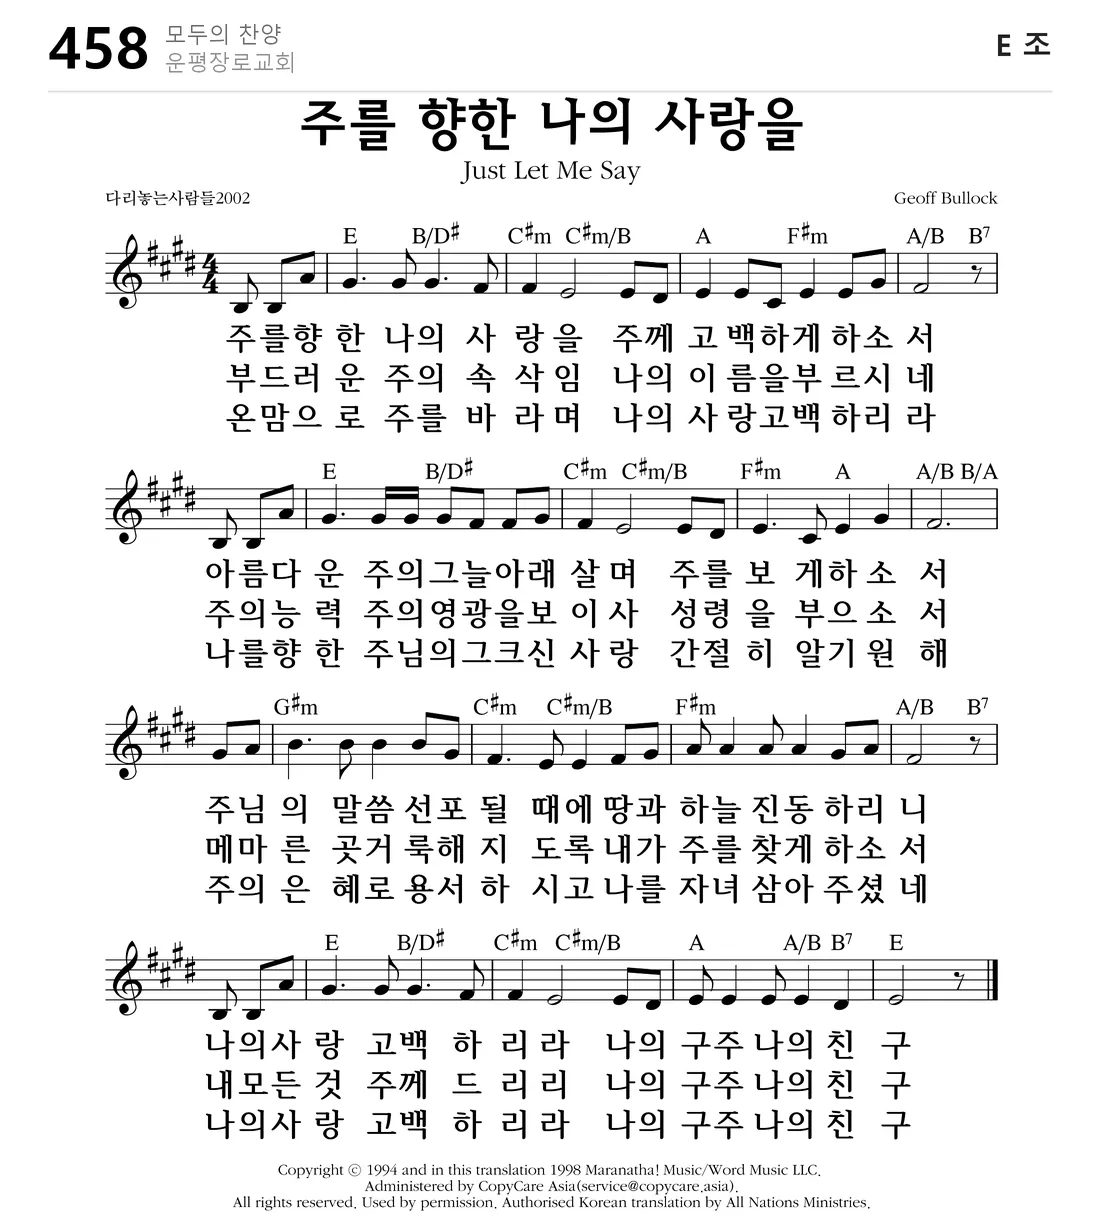 458 모두의 찬양
운평장로교회
E 조
주를 향한 나의 사랑을
Just Let Me Say
다리놓는사람들2002 Geoff Bullock
E B/D♯ C♯m C♯m/B A F♯m A/B B7
주를향 한 나의 사 랑을 주께 고백하게 하소 서
부드러 운 주의 속 삭임 나의 이름을부르시 네
온맘으로 주를 바 라며 나의 사랑고백하리 라
E B/D♯ C♯m C♯m/B F♯m A A/B B/A
아름다 운 주의그늘아래 살며 주를 보 게하 소 서
주의능 력 주의영광을보 이사 성령 을 부으 소 서
나를향 한 주님의그크신 사 랑 간절 히 알기 원 해
G♯m C♯m C♯m/B F♯m A/B B7
주님 의 말씀 선포 될 때에 땅과 하늘 진동 하리 니
메마 른 곳거 룩해 지 도록 내가 주를 찾게 하소 서
주의 은 혜로 용서 하 시고 나를 자녀 삼아 주셨 네
E B/D♯ C♯m C♯m/B A A/B B7 E
나의사 랑 고백 하 리라 나의 구주 나의 친 구
내모든 것 주께 드 리리 나의 구주 나의 친 구
나의사 랑 고백 하 리라 나의 구주 나의 친 구
Copyright ⓒ 1994 and in this translation 1998 Maranatha! Music/Word Music LLC.
Administered by CopyCare Asia(service@copycare.asia).
All rights reserved. Used by permission. Authorised Korean translation by All Nations Ministries.